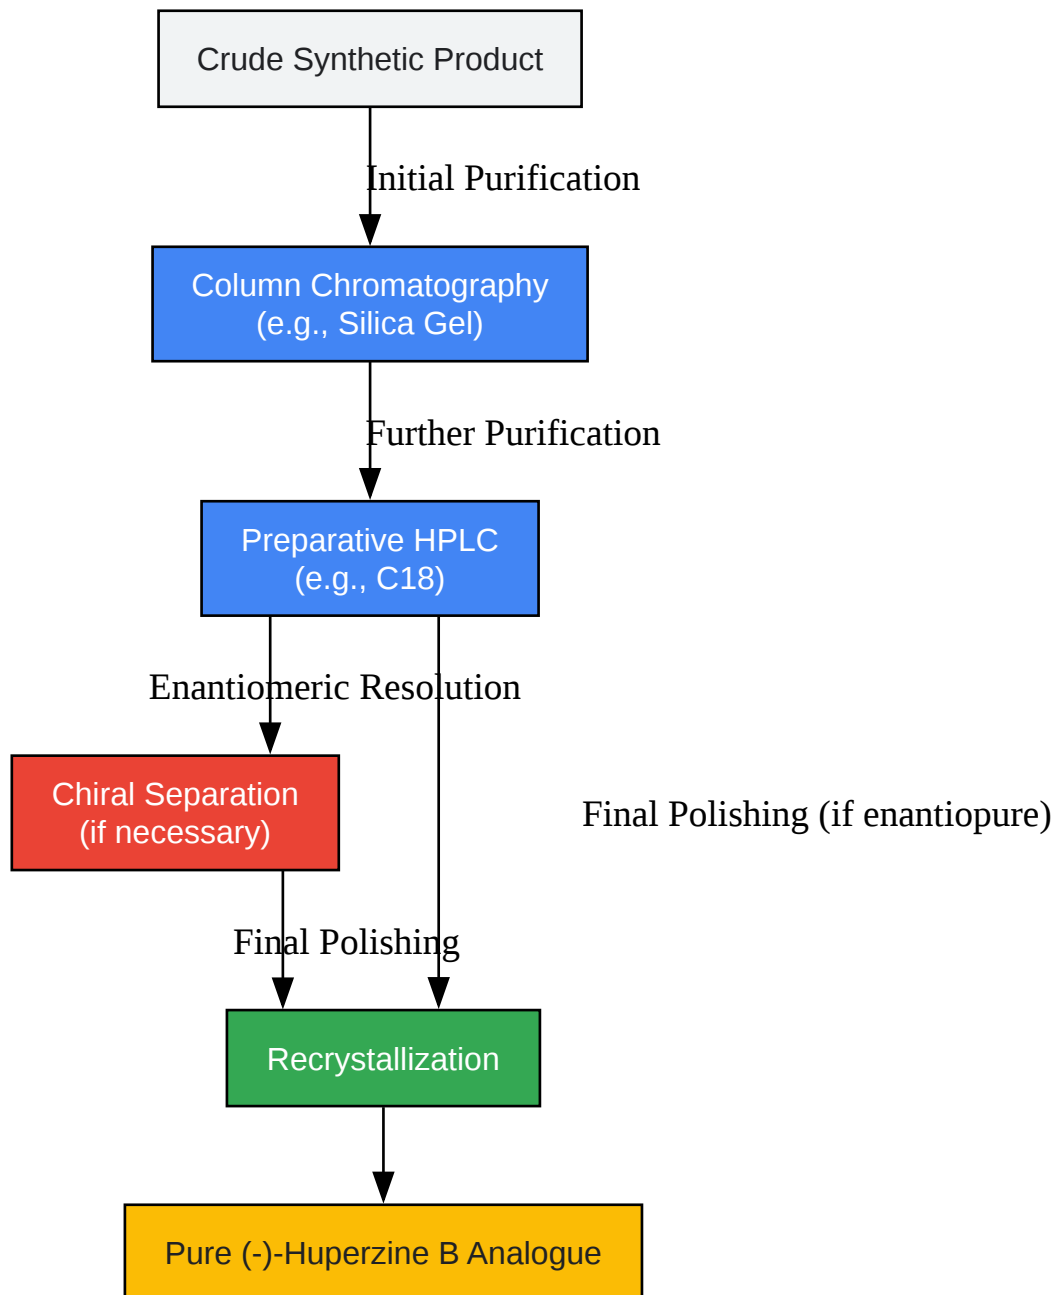 Crude Synthetic Product
Initial Purification
Column Chromatography
(e.g., Silica Gel)
Further Purification
Preparative HPLC
(e.g., C18)
Enantiomeric Resolution
Chiral Separation
(if necessary)
Final Polishing (if enantiopure)
Final Polishing
Recrystallization
Pure (-)-Huperzine B Analogue